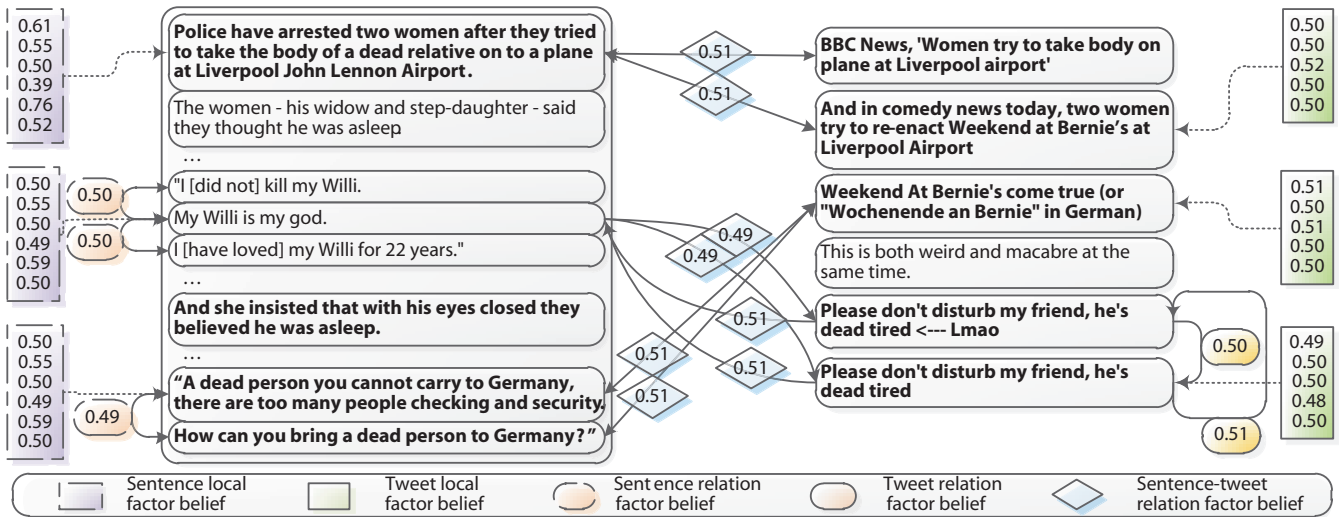 0.61
0.55
0.50
0.39
0.76
0.52
Police have arrested two women after they tried
to take the body of a dead relative on to a plane
at Liverpool John Lennon Airport.
The women - his widow and step-daughter - said
they thought he was asleep
...
0.50
0.55
0.50
0.49
0.59
0.50
0.50
0.50
"I [did not] kill my Willi.
My Willi is my god.
I [have loved] my Willi for 22 years."
...
And she insisted that with his eyes closed they
believed he was asleep.
...
0.50
0.55
0.50
0.49
0.59
0.50
0.49
“A dead person you cannot carry to Germany,
there are too many people checking and security.
How can you bring a dead person to Germany?”
0.51
0.51
0.49
0.49
0.51
0.51
0.51
0.51
BBC News, 'Women try to take body on
plane at Liverpool airport'
And in comedy news today, two women
try to re-enact Weekend at Bernie’s at
Liverpool Airport
Weekend At Bernie's come true (or
"Wochenende an Bernie" in German)
This is both weird and macabre at the
same time.
Please don't disturb my friend, he's
dead tired <--- Lmao
Please don't disturb my friend, he's
dead tired
0.50
0.51
0.50
0.50
0.52
0.50
0.50
0.50
0.51
0.50
0.51
0.50
0.50
0.49
0.50
0.50
0.48
0.50
Sentence local
factor belief
Tweet local
factor belief
Sentence relation
factor belief
Tweet relation
factor belief
Sentence-tweet
relation factor belief